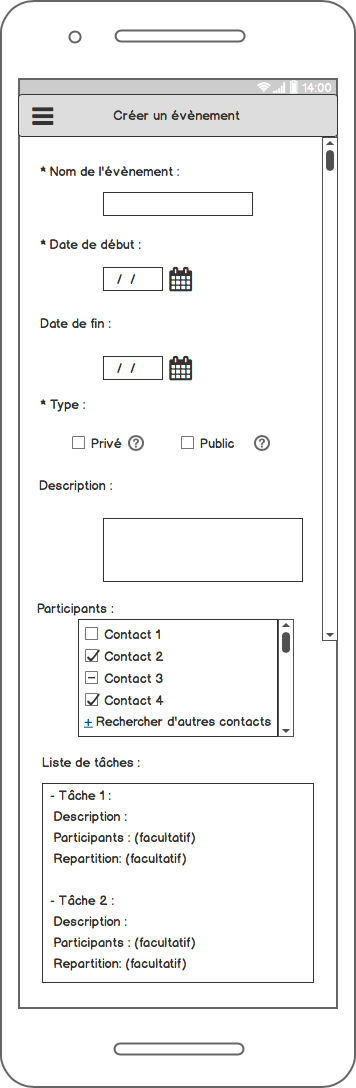 14:00
Créer un évènement
* Nom de l'évènement :
* Date de début :
/ /
Date de fin :
/ /
* Type :
Privé ? Public ?
Description :
Participants :
Contact 1
Contact 2
Contact 3
Contact 4
+ Rechercher d'autres contacts
Liste de tâches :
- Tâche 1 :
Description :
Participants : (facultatif)
Repartition: (facultatif)
- Tâche 2 :
Description :
Participants : (facultatif)
Repartition: (facultatif)